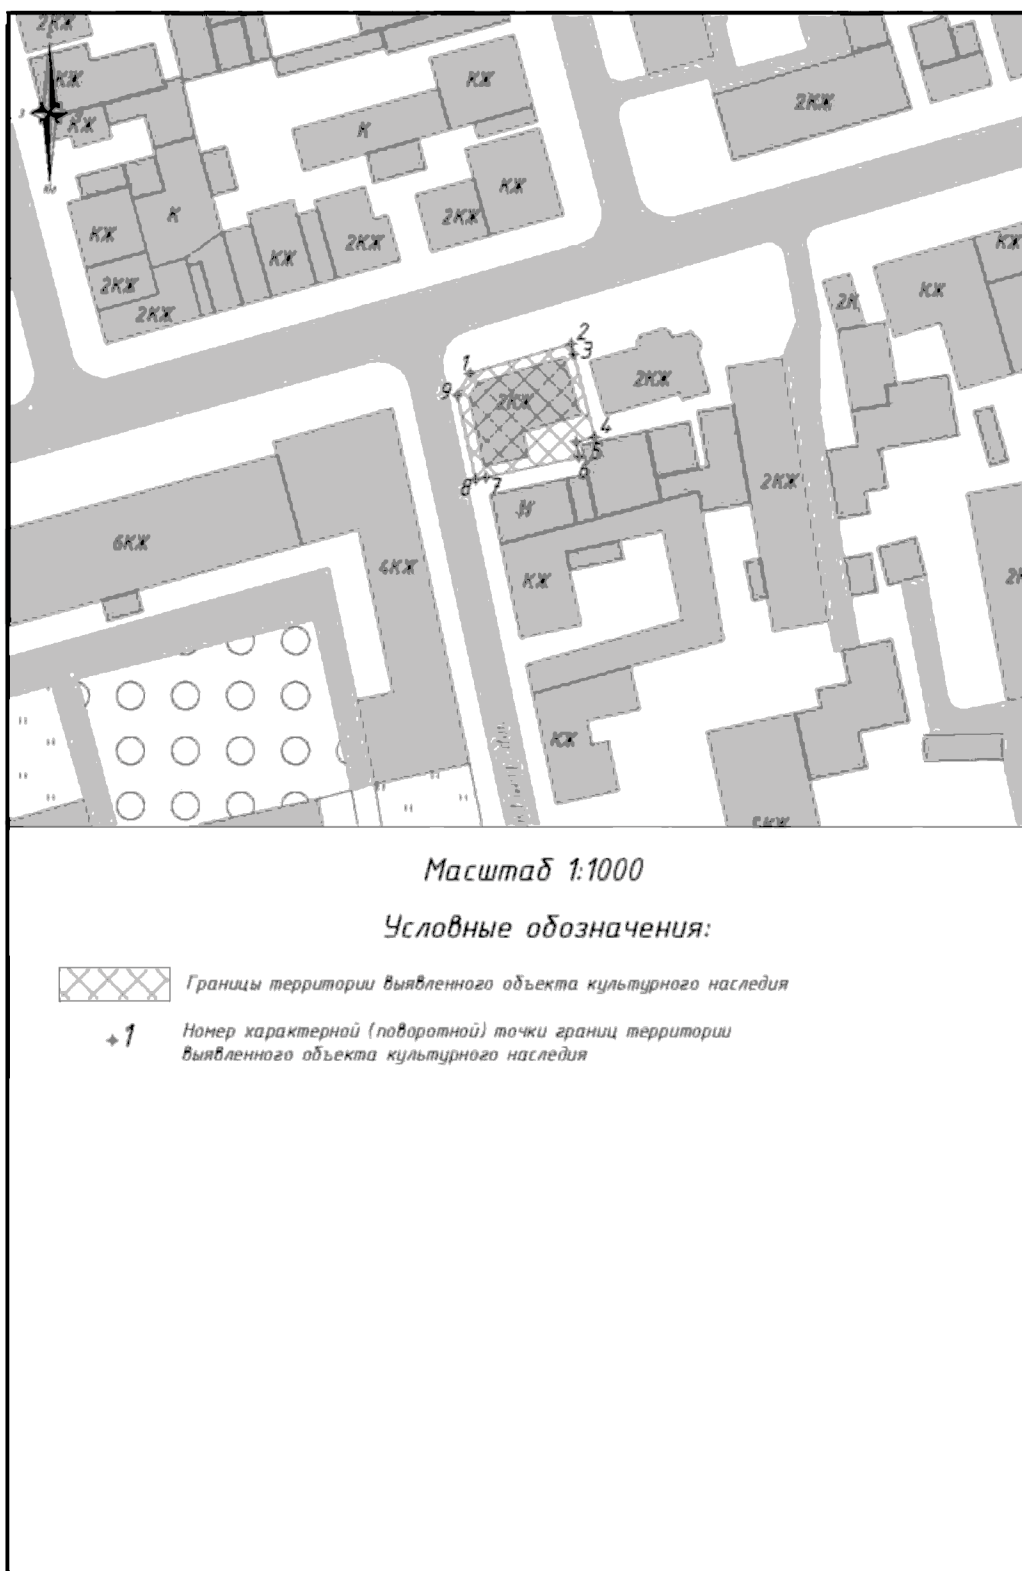 2КЖ
КЖ
КЖ
К
КЖ
2КЖ
КЖ
2КЖ
К
КЖ
2КЖ
КЖ
2КЖ
КЖ
2КЖ
2КЖ
КЖ
КЖ
2К
1
2
3
9
2КЖ
2КЖ
4
5
6
7
8
Н
2КЖ
6КЖ
4КЖ
КЖ
КЖ
Масштаб 1:1000
Условные обозначения:
Границы территории выявленного объекта культурного наследия
1
Номер характерной (поворотной) точки границ территории
выявленного объекта культурного наследия